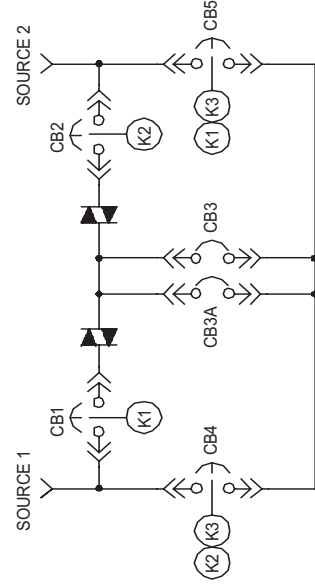 SOURCE 1
SOURCE 2
CB1
K1
CB2
K2
CB3A
CB3
CB4
K2
K3
CB5
K1
K3